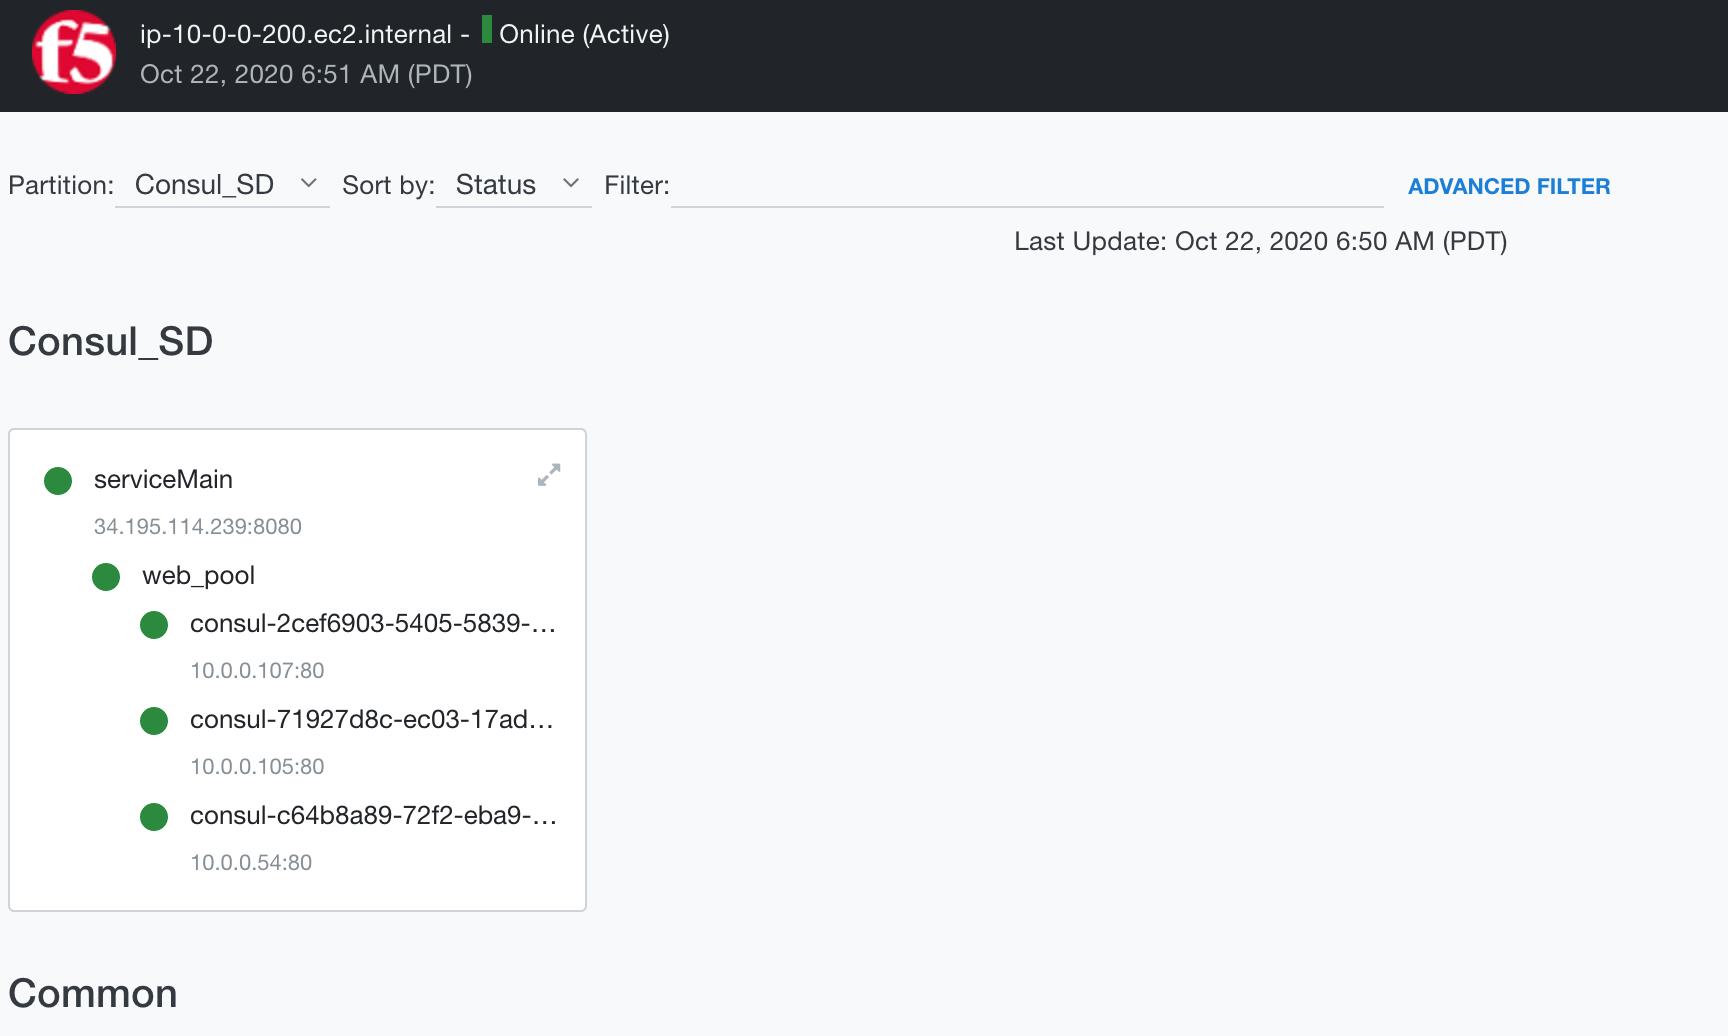 f5
ip-10-0-0-200.ec2.internal - Online (Active)
Oct 22, 2020 6:51 AM (PDT)
Partition: Consul_SD Sort by: Status Filter: ADVANCED FILTER
Last Update: Oct 22, 2020 6:50 AM (PDT)
Consul_SD
serviceMain
34.195.114.239:8080
web_pool
consul-2cef6903-5405-5839-...
10.0.0.107:80
consul-71927d8c-ec03-17ad...
10.0.0.105:80
consul-c64b8a89-72f2-eba9-...
10.0.0.54:80
Common